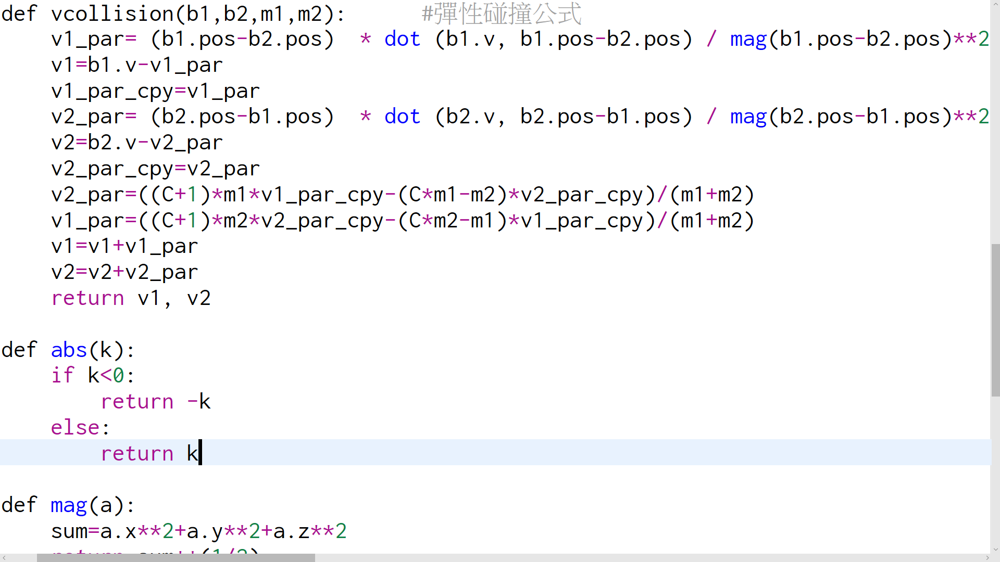 def vcollision(b1,b2,m1,m2):      #彈性碰撞公式
    v1_par= (b1.pos-b2.pos)  * dot (b1.v, b1.pos-b2.pos) / mag(b1.pos-b2.pos)**2
    v1=b1.v-v1_par
    v1_par_cpy=v1_par
    v2_par= (b2.pos-b1.pos)  * dot (b2.v, b2.pos-b1.pos) / mag(b2.pos-b1.pos)**2
    v2=b2.v-v2_par
    v2_par_cpy=v2_par
    v2_par=((C+1)*m1*v1_par_cpy-(C*m1-m2)*v2_par_cpy)/(m1+m2)
    v1_par=((C+1)*m2*v2_par_cpy-(C*m2-m1)*v1_par_cpy)/(m1+m2)
    v1=v1+v1_par
    v2=v2+v2_par
    return v1, v2

def abs(k):
    if k<0:
        return -k
    else:
        return k

def mag(a):
    sum=a.x**2+a.y**2+a.z**2
    return sum**(1/2)